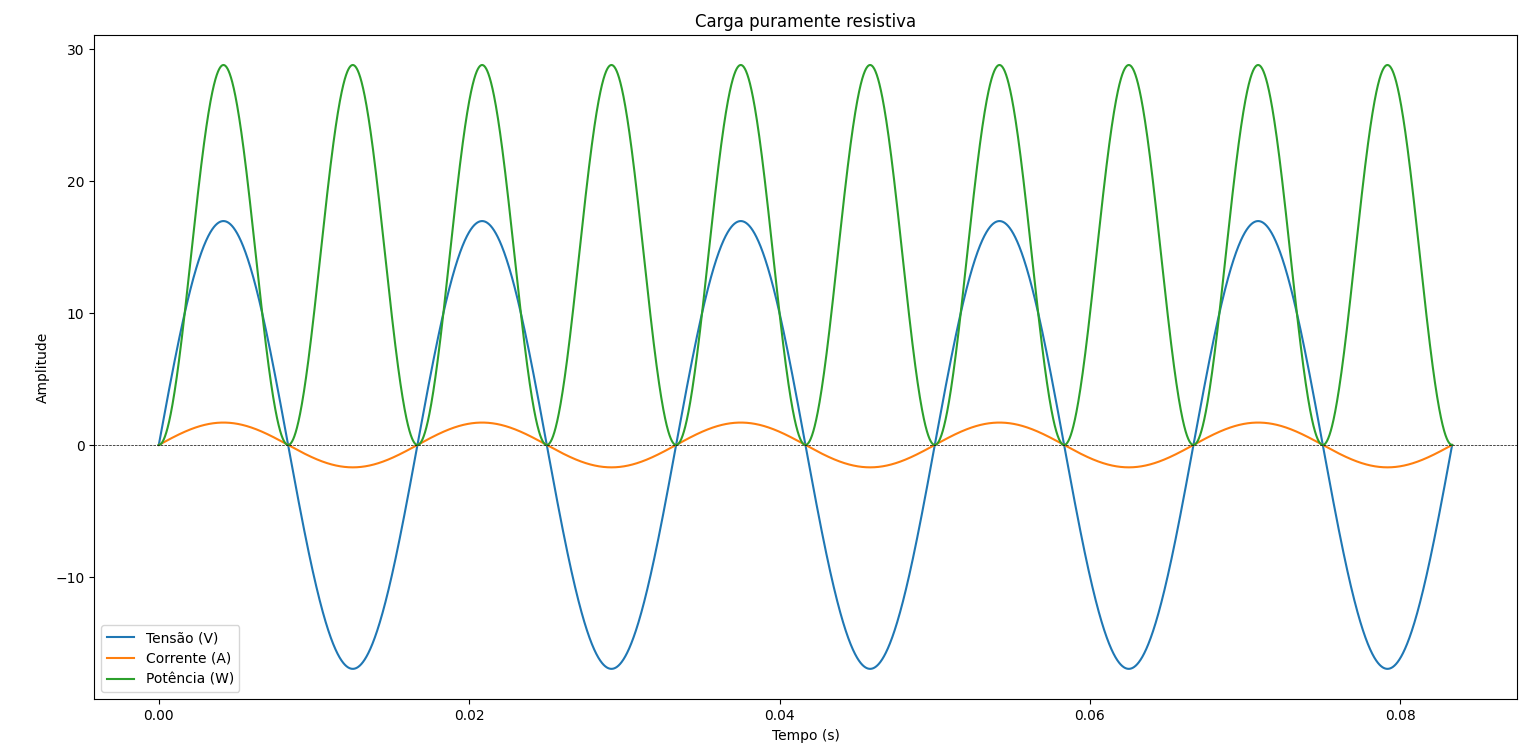 Carga puramente resistiva
30
20
10
0
−10
Amplitude
Tensão (V)
Corrente (A)
Potência (W)
0.00
0.02
0.04
0.06
0.08
Tempo (s)